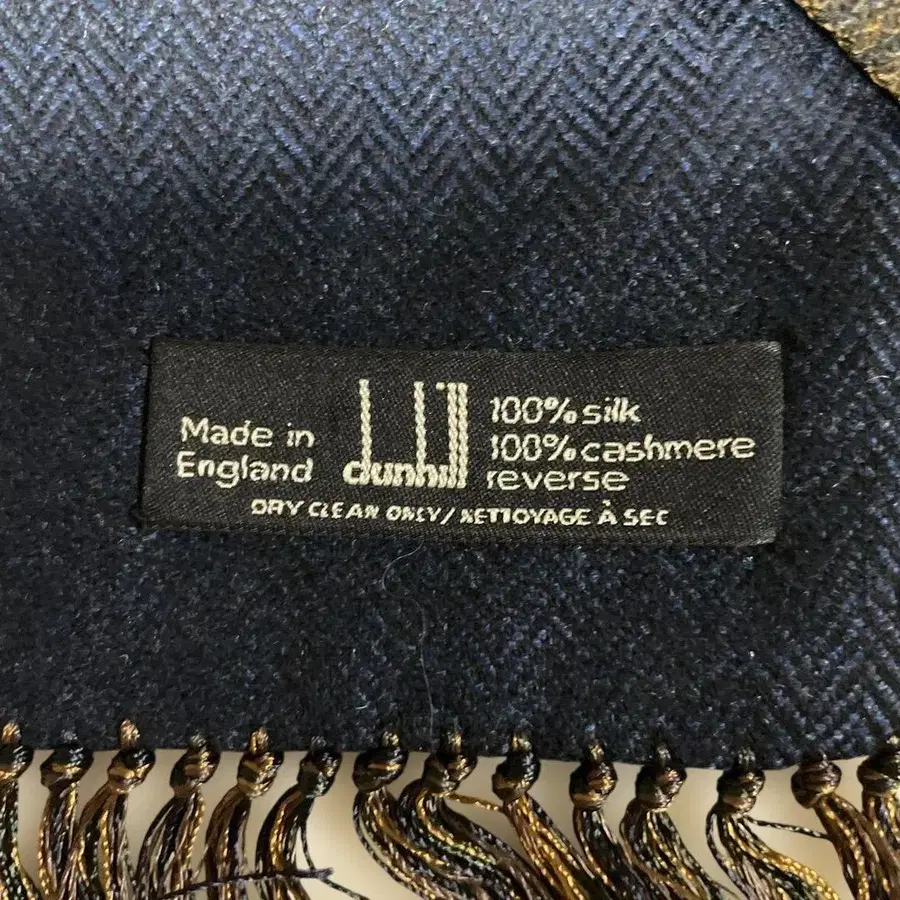 Made in
England
dunhill
100% silk
100% cashmere
reverse
DRY CLEAN ONLY / NETTOYAGE À SEC